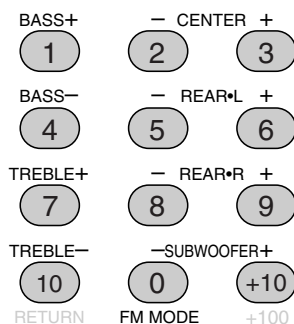 BASS+ − CENTER +
1 2 3
BASS− − REAR•L +
4 5 6
TREBLE+ − REAR•R +
7 8 9
TREBLE− −SUBWOOFER+
10 0 +10
RETURN FM MODE +100